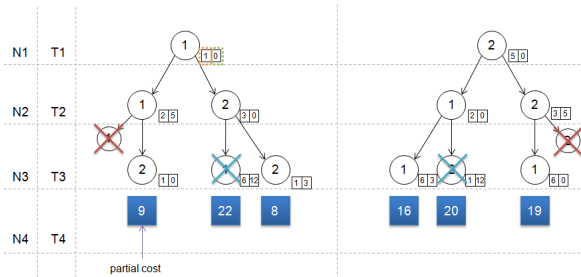 N1 T1 1 1 0 2 5 0
N2 T2 1 2 5 2 3 0 1 2 0 2 3 5
N3 T3 2 1 0 1 6 12 2 1 3 1 6 3 2 1 12 1 6 0
9 22 8 16 20 19
N4 T4
partial cost